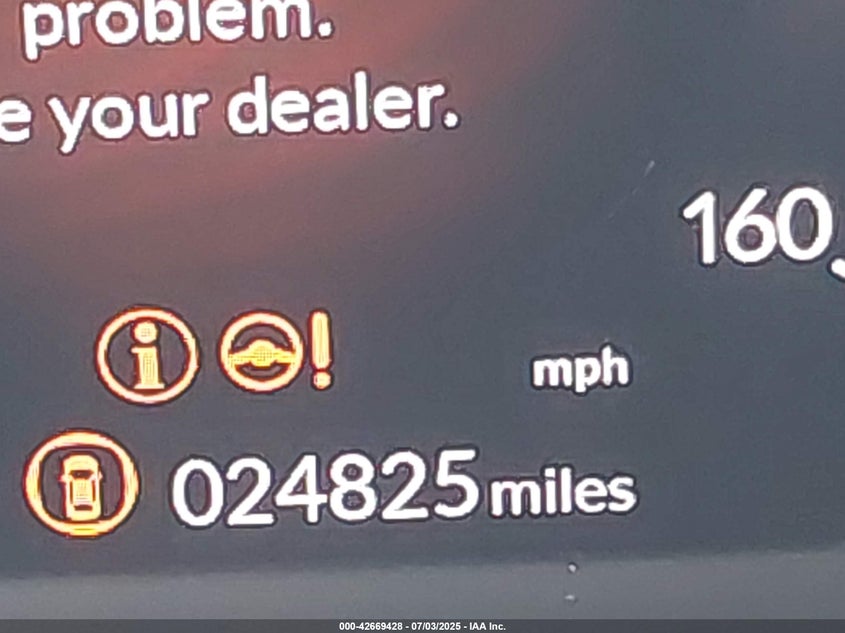 problem.
e your dealer.
160
mph
024825 miles
000-42669428 - 07/03/2025 - IAA Inc.